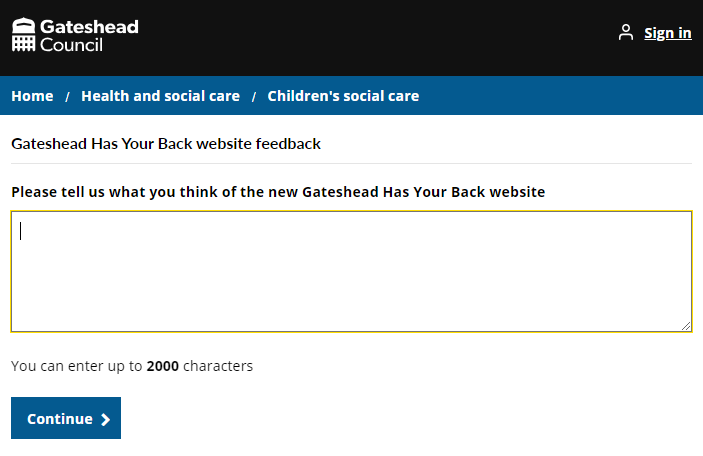 Gateshead
Council
Sign in
Home / Health and social care / Children's social care
Gateshead Has Your Back website feedback
Please tell us what you think of the new Gateshead Has Your Back website
You can enter up to 2000 characters
Continue